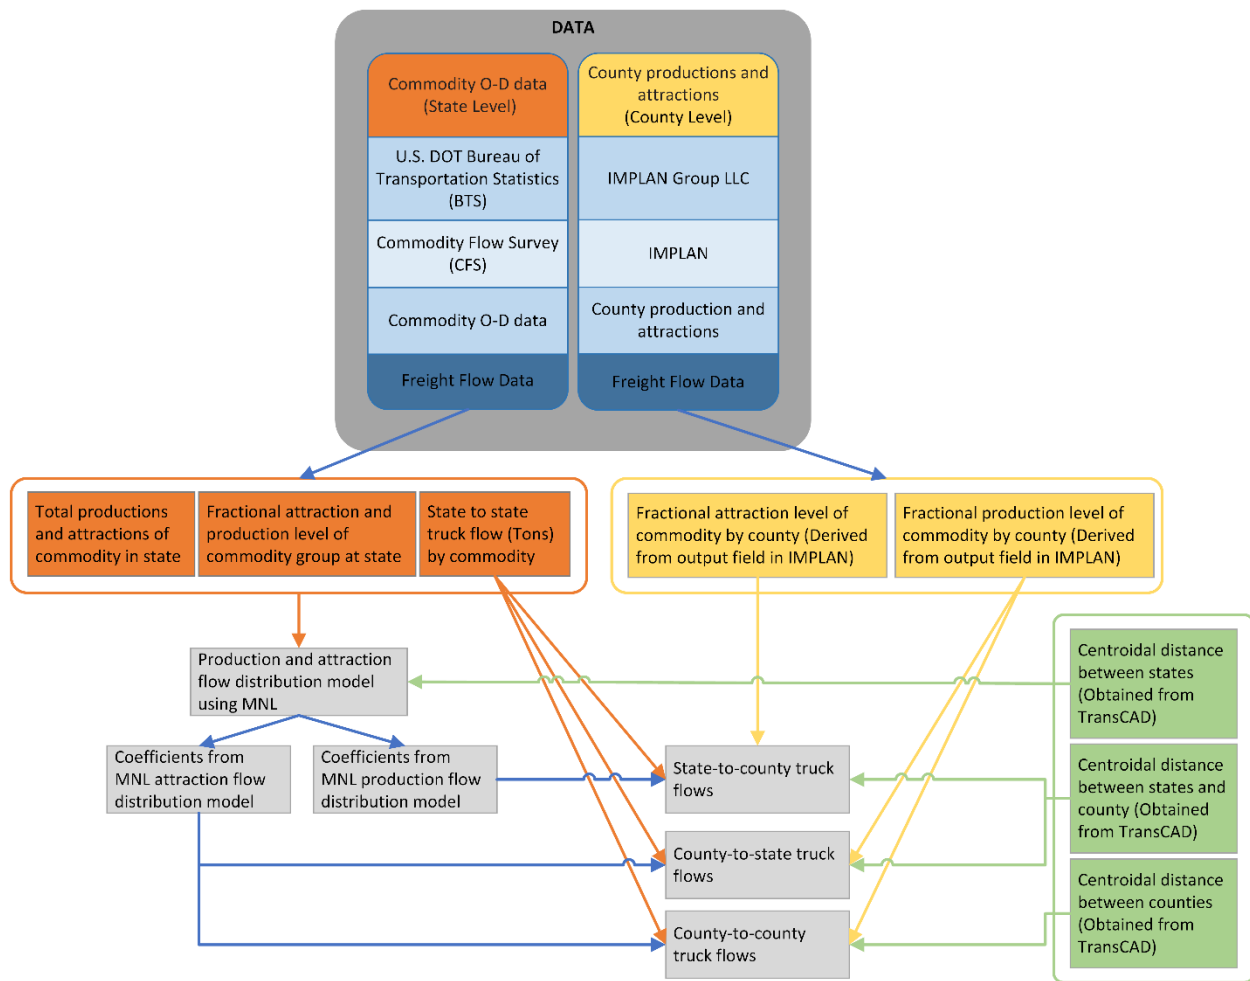 DATA
Commodity O-D data
(State Level)
U.S. DOT Bureau of
Transportation Statistics
(BTS)
Commodity Flow Survey
(CFS)
Commodity O-D data
Freight Flow Data
County productions and
attractions
(County Level)
IMPLAN Group LLC
IMPLAN
County production and
attractions
Freight Flow Data
Total productions
and attractions of
commodity in state
Fractional attraction and
production level of
commodity group at state
State to state
truck flow (Tons)
by commodity
Fractional attraction level of
commodity by county (Derived
from output field in IMPLAN)
Fractional production level of
commodity by county (Derived
from output field in IMPLAN)
Production and attraction
flow distribution model
using MNL
Centroidal distance
between states
(Obtained from
TransCAD)
Coefficients from
MNL attraction flow
distribution model
Coefficients from
MNL production flow
distribution model
State-to-county truck
flows
Centroidal distance
between states and
county (Obtained
from TransCAD)
County-to-state truck
flows
Centroidal distance
between counties
(Obtained from
TransCAD)
County-to-county
truck flows